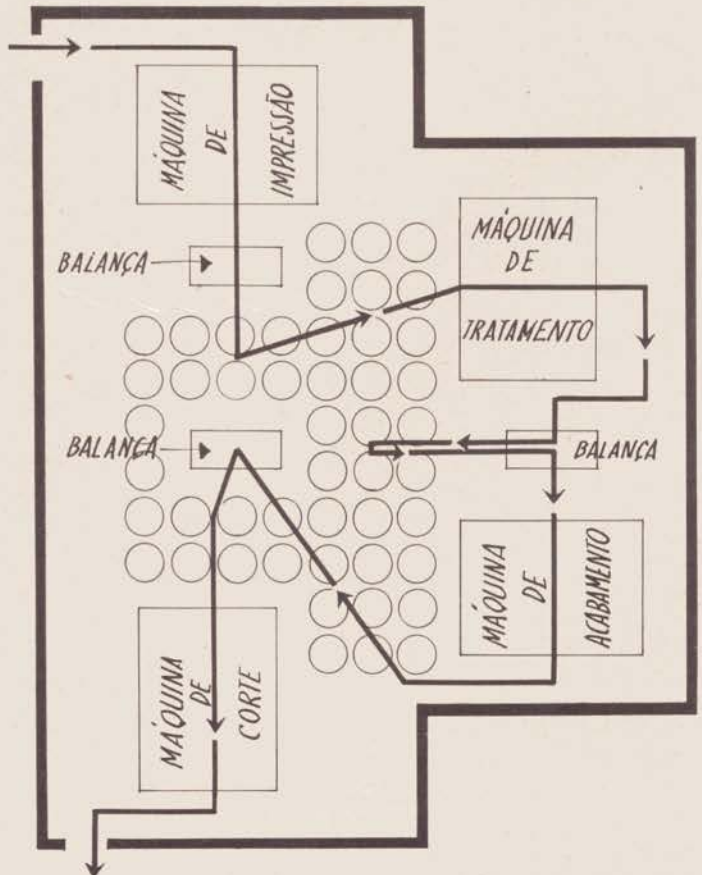 MÁQUINA
DE
IMPRESSÃO
BALANÇA
MÁQUINA
DE
TRATAMENTO
BALANÇA
BALANÇA
MÁQUINA
DE
ACABAMENTO
MÁQUINA
DE
CORTE